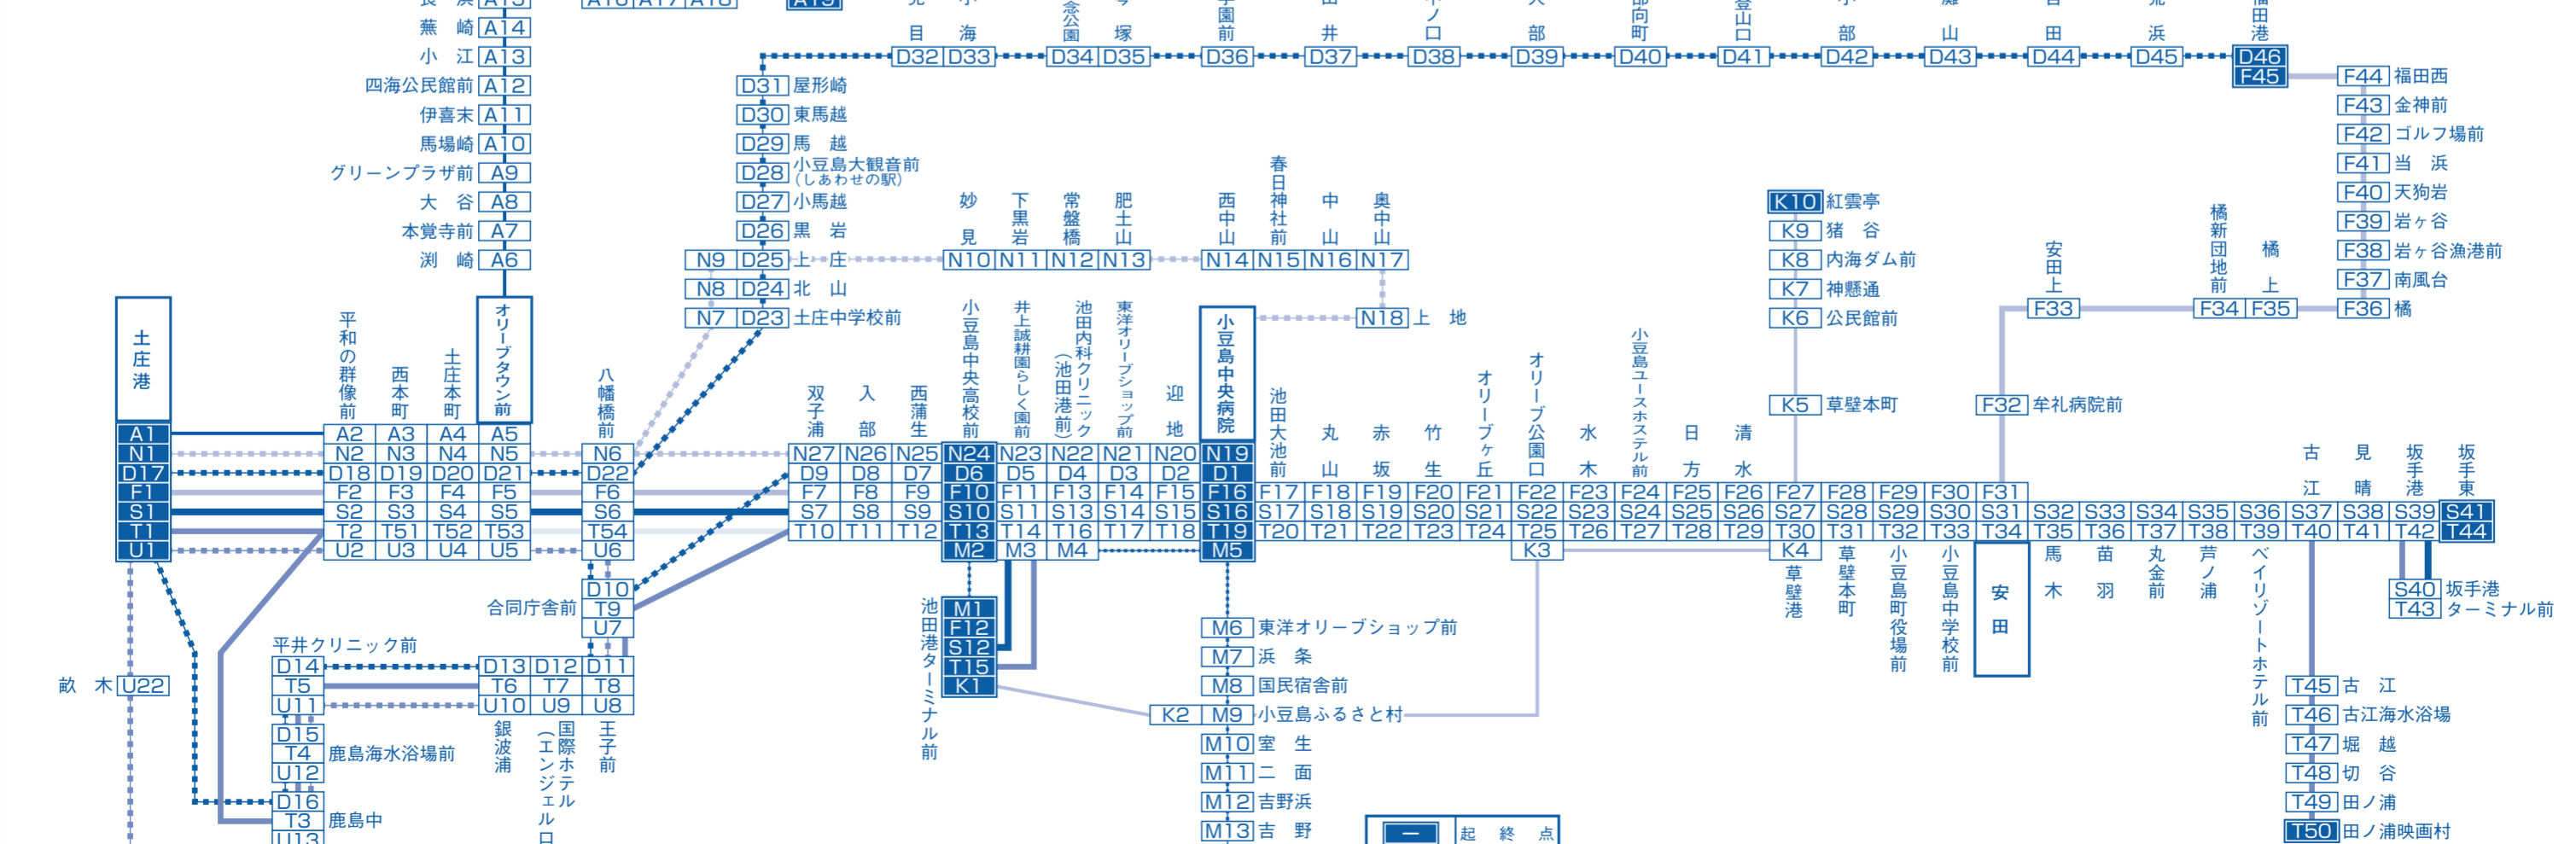 長　浜 A15
蕪　崎 A14
小　江 A13
四海公民館前 A12
伊喜末 A11
馬場崎 A10
グリーンプラザ前 A9
大　谷 A8
本覚寺前 A7
渕　崎 A6
A16 A17 A18
A19
D32 D33 D34 D35 D36 D37 D38 D39 D40 D41 D42 D43 D44 D45 D46
F45
福田港
D31 屋形崎
D30 東馬越
D29 馬　越
D28 小豆島大観音前
（しあわせの駅）
D27 小馬越
D26 黒　岩
N9 D25 上　庄
N8 D24 北　山
N7 D23 土庄中学校前
妙　見
下黒岩
常盤橋
肥土山
西中山
春日神社前
中　山
奥中山
N10 N11 N12 N13 N14 N15 N16 N17
N18 上　地
K10 紅雲亭
K9 猪　谷
K8 内海ダム前
K7 神懸通
K6 公民館前
K5 草壁本町
F44 福田西
F43 金神前
F42 ゴルフ場前
F41 当　浜
F40 天狗岩
F39 岩ヶ谷
F38 岩ヶ谷漁港前
F37 南風台
F36 橘
安田上
橘新団地前
橘　上
F33 F34 F35
F32 牟礼病院前
土庄港
平和の群像前
西本町
土庄本町
オリーブタウン前
八幡橋前
双子浦
入　部
西蒲生
小豆島中央高校前
井上誠耕園らしく園前
池田内科クリニック
（池田港前）
東洋オリーブショップ前
迎　地
小豆島中央病院
池田大池前
丸　山
赤　坂
竹　生
オリーブヶ丘
オリーブ公園口
水　木
小豆島ユースホステル前
日　方
清　水
古　江
見　晴
坂手港
坂手東
A1 A2 A3 A4 A5
N1 N2 N3 N4 N5 N6 N27 N26 N25 N24 N23 N22 N21 N20 N19
D17 D18 D19 D20 D21 D22 D9 D8 D7 D6 D5 D4 D3 D2 D1
F1 F2 F3 F4 F5 F6 F7 F8 F9 F10 F11 F13 F14 F15 F16 F17 F18 F19 F20 F21 F22 F23 F24 F25 F26 F27 F28 F29 F30 F31
S1 S2 S3 S4 S5 S6 S7 S8 S9 S10 S11 S13 S14 S15 S16 S17 S18 S19 S20 S21 S22 S23 S24 S25 S26 S27 S28 S29 S30 S31 S32 S33 S34 S35 S36 S37 S38 S39 S41
T1 T2 T51 T52 T53 T54 T10 T11 T12 T13 T14 T16 T17 T18 T19 T20 T21 T22 T23 T24 T25 T26 T27 T28 T29 T30 T31 T32 T33 T34 T35 T36 T37 T38 T39 T40 T41 T42 T44
U1 U2 U3 U4 U5 U6 M2 M3 M4 M5 K3 K4
草壁港
草壁本町
小豆島町役場前
小豆島中学校前
安田
馬　木
苗　羽
丸金前
芦ノ浦
ベイリゾートホテル前
S40 坂手港
T43 ターミナル前
合同庁舎前
D10
T9
U7
平井クリニック前
D14 D13 D12 D11
T5 T6 T7 T8
U11 U10 U9 U8
銀波浦
国際ホテル
（エンジェルロ
王子前
畝　木 U22
D15
T4 鹿島海水浴場前
U12
D16
T3 鹿島中
U13
池田港ターミナル前
M1
F12
S12
T15
K1
M6 東洋オリーブショップ前
M7 浜　条
M8 国民宿舎前
K2 M9 小豆島ふるさと村
M10 室　生
M11 二　面
M12 吉野浜
M13 吉　野
T45 古　江
T46 古江海水浴場
T47 堀　越
T48 切　谷
T49 田ノ浦
T50 田ノ浦映画村
起　終　点